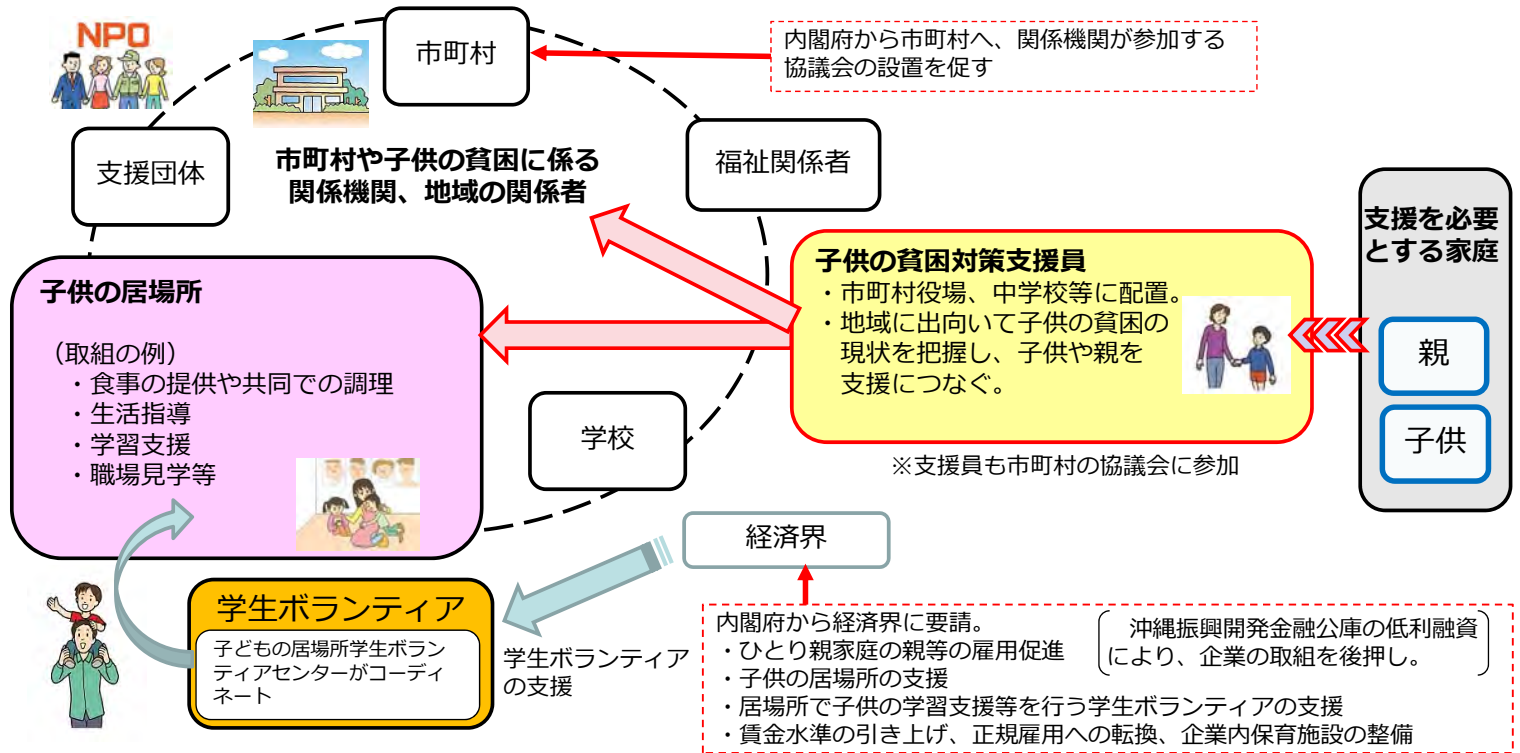 NPO
市町村
内閣府から市町村へ、関係機関が参加する
協議会の設置を促す
支援団体
市町村や子供の貧困に係る
関係機関、地域の関係者
福祉関係者
支援を必要
とする家庭
親
子供
子供の貧困対策支援員
・市町村役場、中学校等に配置。
・地域に出向いて子供の貧困の
現状を把握し、子供や親を
支援につなぐ。
※支援員も市町村の協議会に参加
子供の居場所
（取組の例）
・食事の提供や共同での調理
・生活指導
・学習支援
・職場見学等
学校
経済界
学生ボランティア
子どもの居場所学生ボラン
ティアセンターがコーディ
ネート
学生ボランティア
の支援
内閣府から経済界に要請。
・ひとり親家庭の親等の雇用促進
・子供の居場所の支援
・居場所で子供の学習支援等を行う学生ボランティアの支援
・賃金水準の引き上げ、正規雇用への転換、企業内保育施設の整備
沖縄振興開発金融公庫の低利融資
により、企業の取組を後押し。